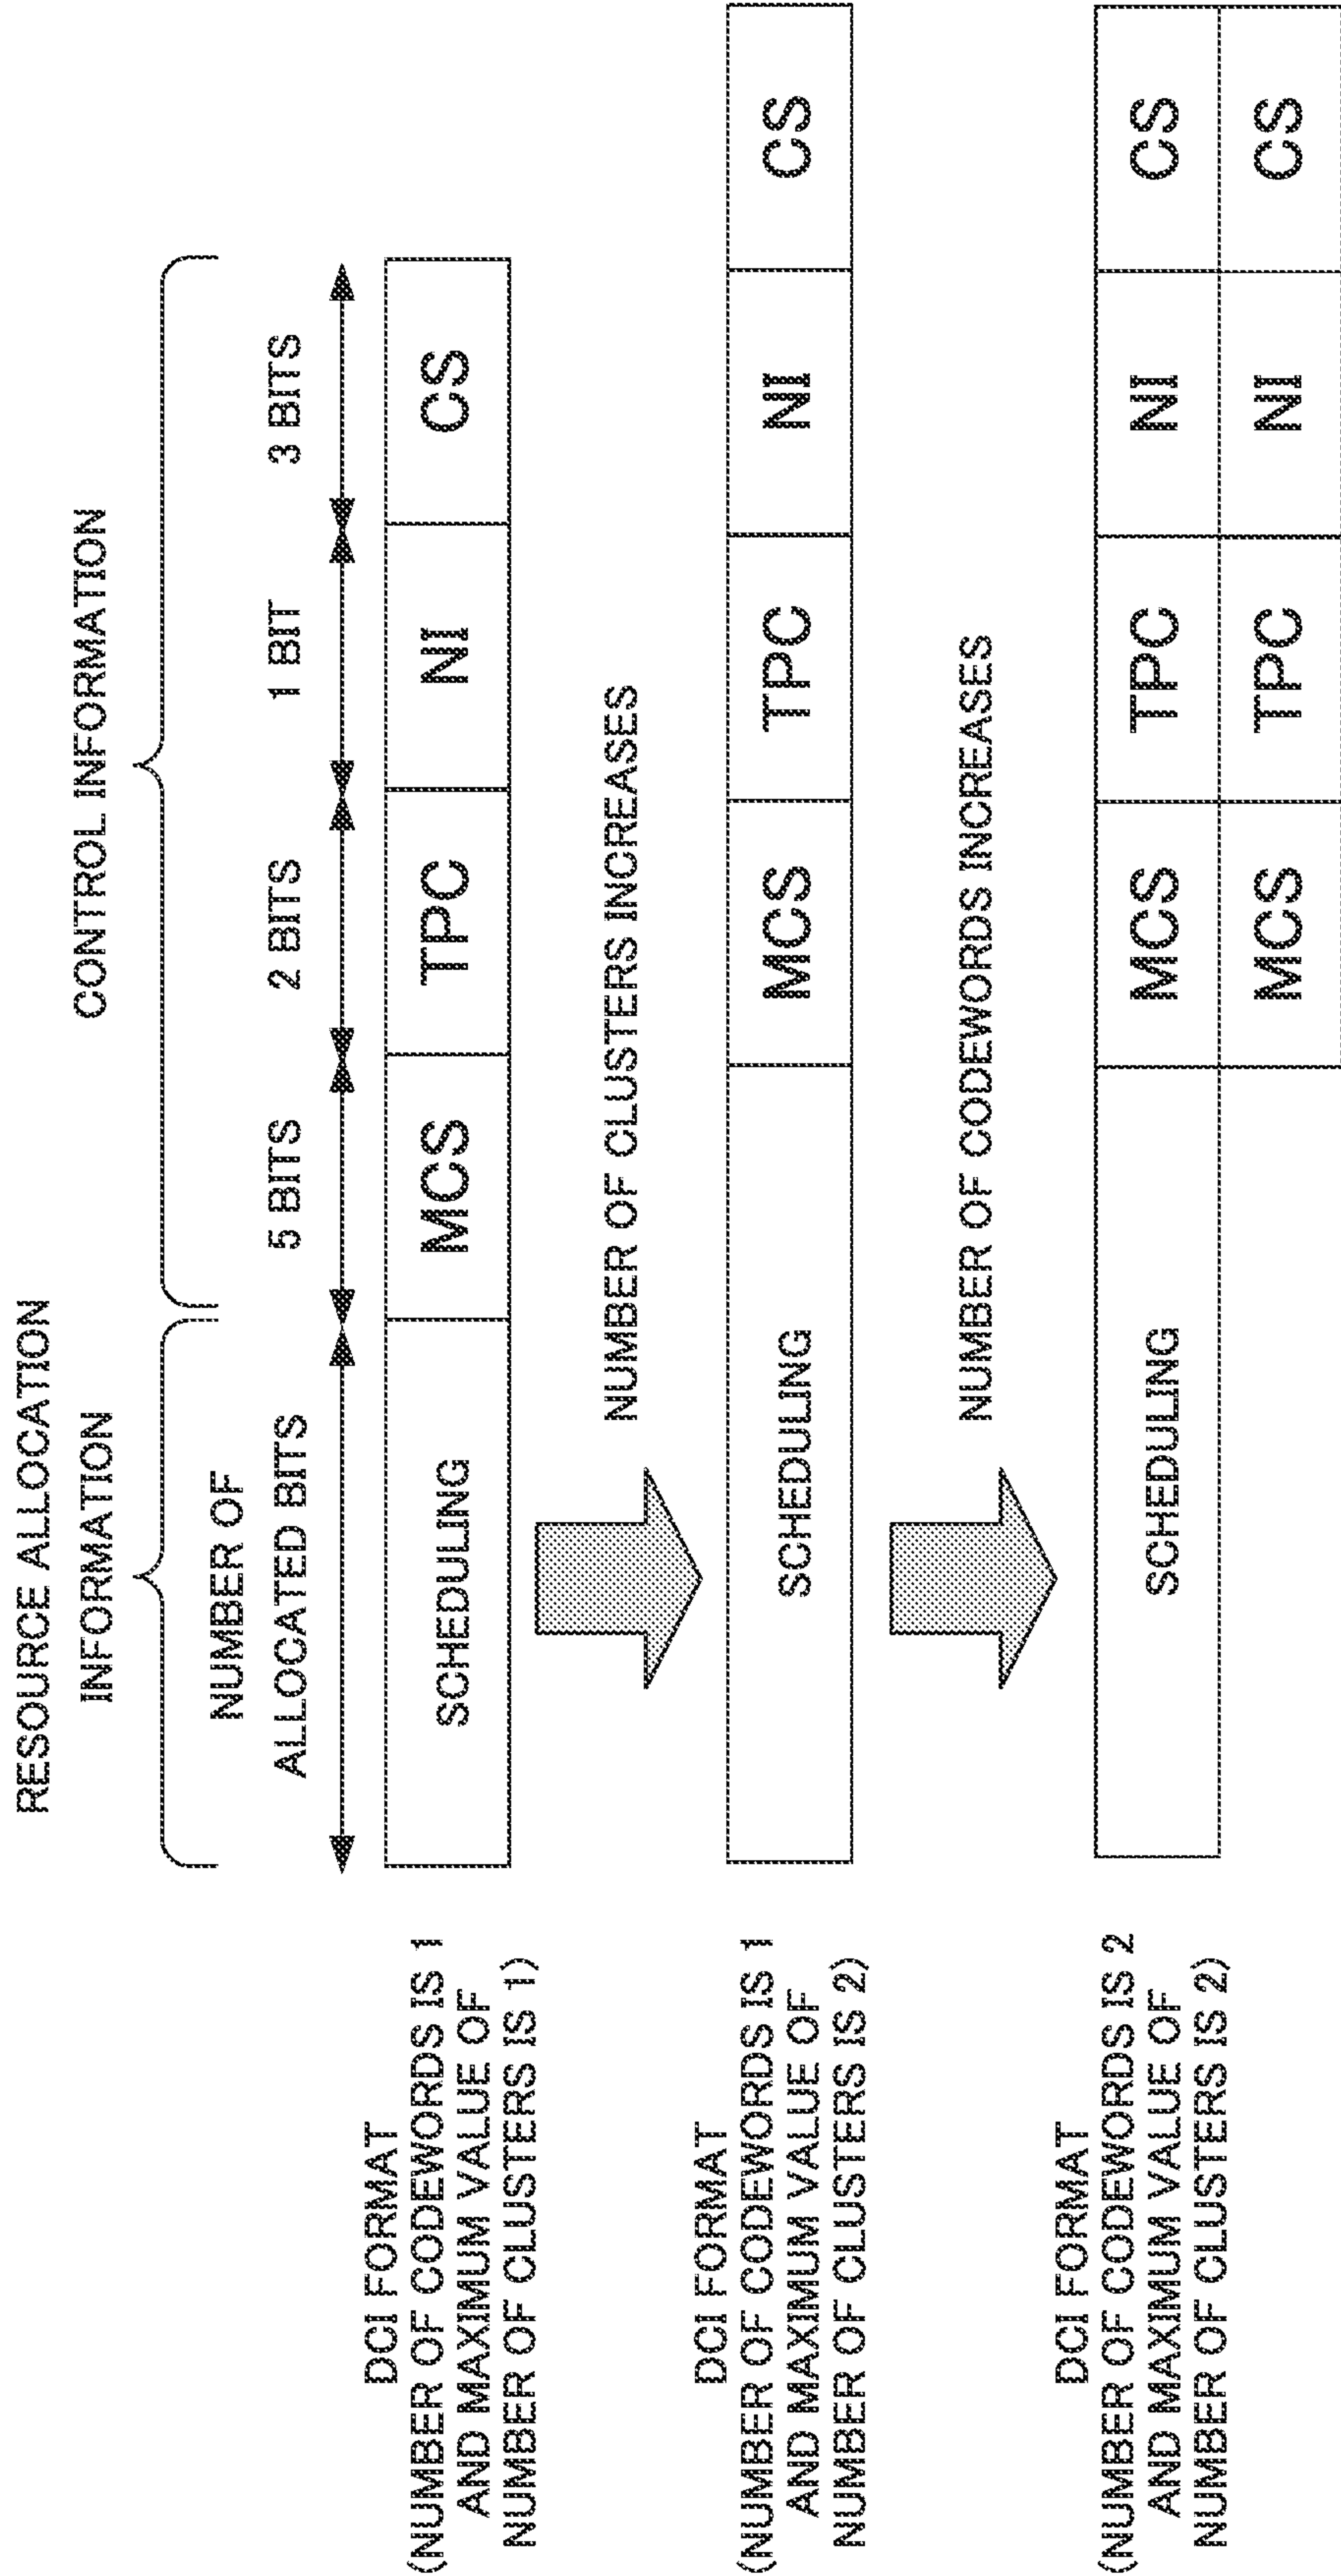 RESOURCE ALLOCATION
INFORMATION
CONTROL INFORMATION
NUMBER OF
ALLOCATED BITS
5 BITS
2 BITS
1 BIT
3 BITS
DCI FORMAT
(NUMBER OF CODEWORDS IS 1
AND MAXIMUM VALUE OF
NUMBER OF CLUSTERS IS 1)
SCHEDULING
MCS
TPC
NI
CS
NUMBER OF CLUSTERS INCREASES
DCI FORMAT
(NUMBER OF CODEWORDS IS 1
AND MAXIMUM VALUE OF
NUMBER OF CLUSTERS IS 2)
SCHEDULING
MCS
TPC
NI
CS
NUMBER OF CODEWORDS INCREASES
DCI FORMAT
(NUMBER OF CODEWORDS IS 2
AND MAXIMUM VALUE OF
NUMBER OF CLUSTERS IS 2)
SCHEDULING
MCS
TPC
NI
CS
MCS
TPC
NI
CS